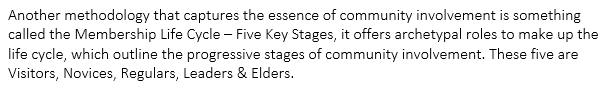 Another methodology that captures the essence of community involvement is something
called the Membership Life Cycle – Five Key Stages, it offers archetypal roles to make up the
life cycle, which outline the progressive stages of community involvement. These five are
Visitors, Novices, Regulars, Leaders & Elders.